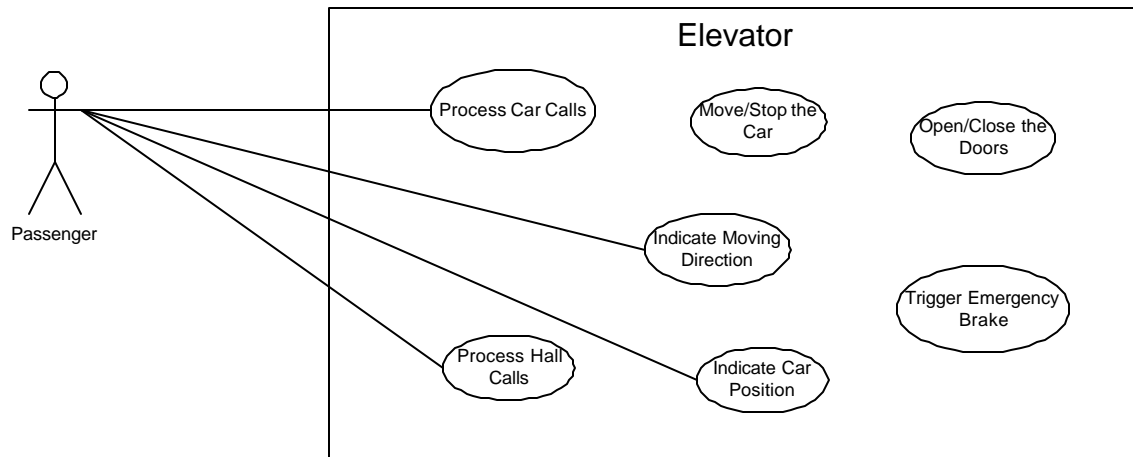 Elevator
Process Car Calls
Move/Stop the
Car
Open/Close the
Doors
Passenger
Indicate Moving
Direction
Trigger Emergency
Brake
Process Hall
Calls
Indicate Car
Position